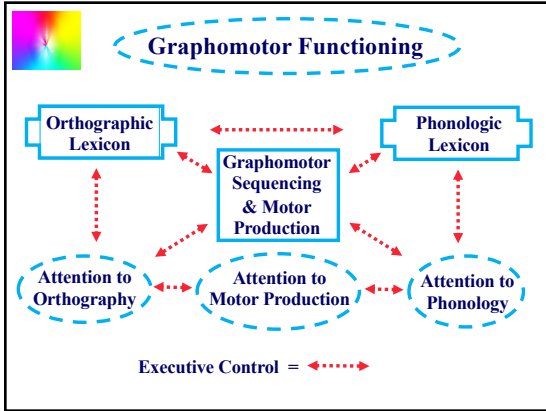 Graphomotor Functioning
Orthographic
Lexicon
Phonologic
Lexicon
Graphomotor
Sequencing
& Motor
Production
Attention to
Orthography
Attention to
Motor Production
Attention to
Phonology
Executive Control =